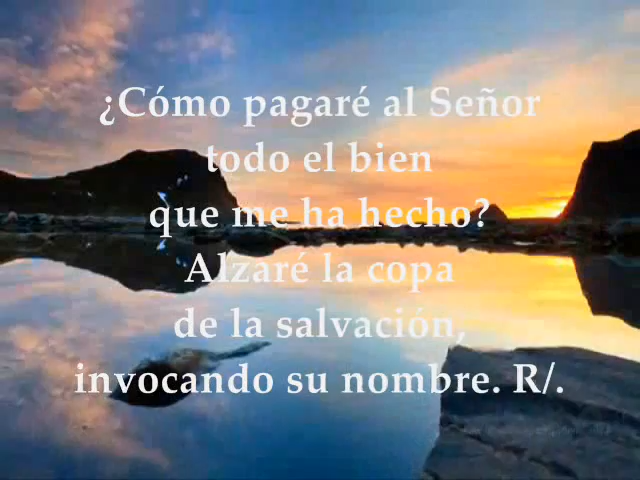 ¿Cómo pagaré al Señor
todo el bien
que me ha hecho?
Alzaré la copa
de la salvación,
invocando su nombre. R/.